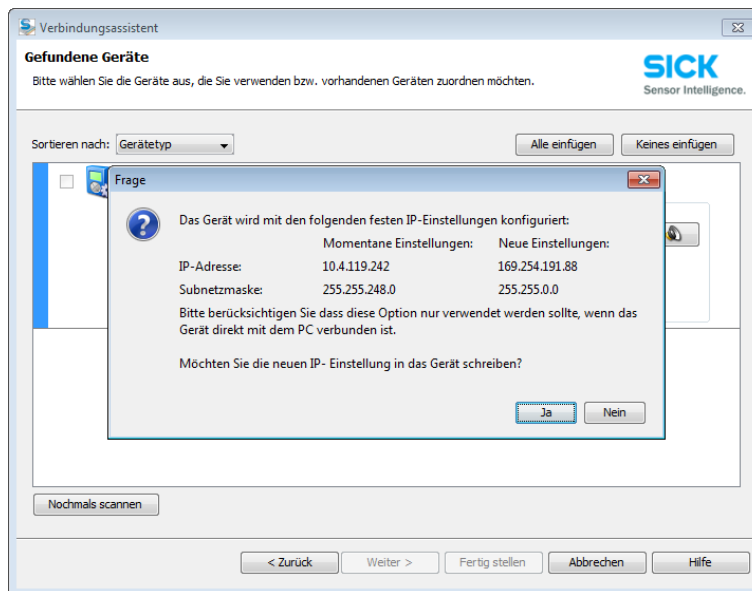 Verbindungsassistent
Gefundene Geräte
Bitte wählen Sie die Geräte aus, die Sie verwenden bzw. vorhandenen Geräten zuordnen möchten.
SICK
Sensor Intelligence.
Sortieren nach: Gerätetyp
Alle einfügen
Keines einfügen
Frage
Das Gerät wird mit den folgenden festen IP-Einstellungen konfiguriert:
Momentane Einstellungen: Neue Einstellungen:
IP-Adresse: 10.4.119.242 169.254.191.88
Subnetzmaske: 255.255.248.0 255.255.0.0
Bitte berücksichtigen Sie dass diese Option nur verwendet werden sollte, wenn das
Gerät direkt mit dem PC verbunden ist.
Möchten Sie die neuen IP- Einstellung in das Gerät schreiben?
Ja
Nein
Nochmals scannen
< Zurück
Weiter >
Fertig stellen
Abbrechen
Hilfe